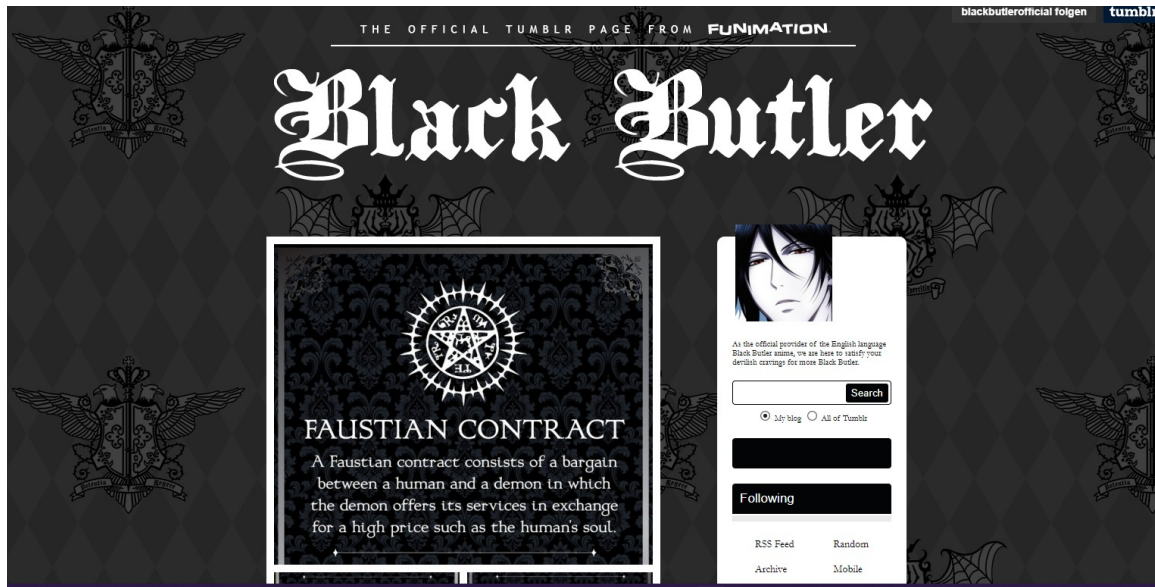 blackbutlerofficial folgen
tumblr
THE OFFICIAL TUMBLR PAGE FROM FUNIMATION
Black Butler
FAUSTIAN CONTRACT
A Faustian contract consists of a bargain
between a human and a demon in which
the demon offers its services in exchange
for a high price such as the human's soul.
As the official provider of the English language
Black Butler anime, we are here to satisfy your
devilish cravings for more Black Butler.
Search
My blog All of Tumblr
Following
RSS Feed Random
Archive Mobile